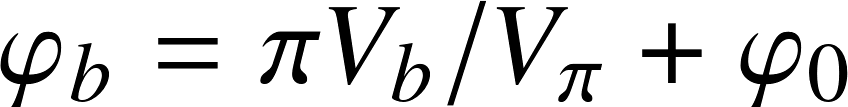 φ_b = πV_b/V_π + φ_0